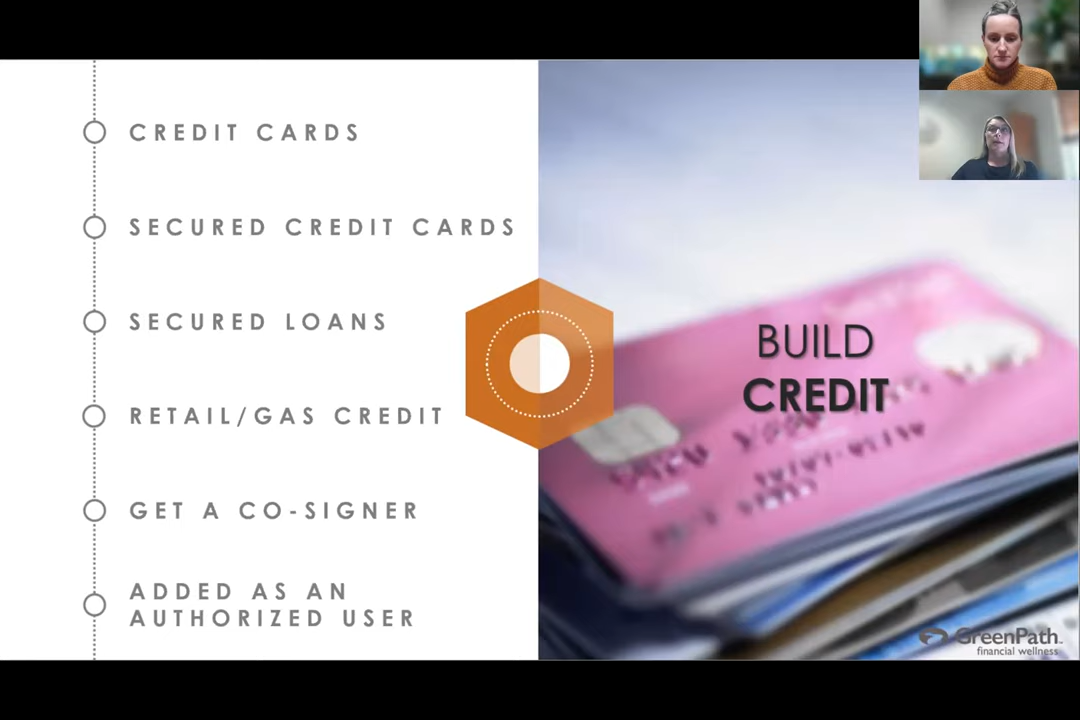 CREDIT CARDS
SECURED CREDIT CARDS
SECURED LOANS
RETAIL/GAS CREDIT
GET A CO-SIGNER
ADDED AS AN
AUTHORIZED USER
BUILD
CREDIT
GreenPath
financial wellness